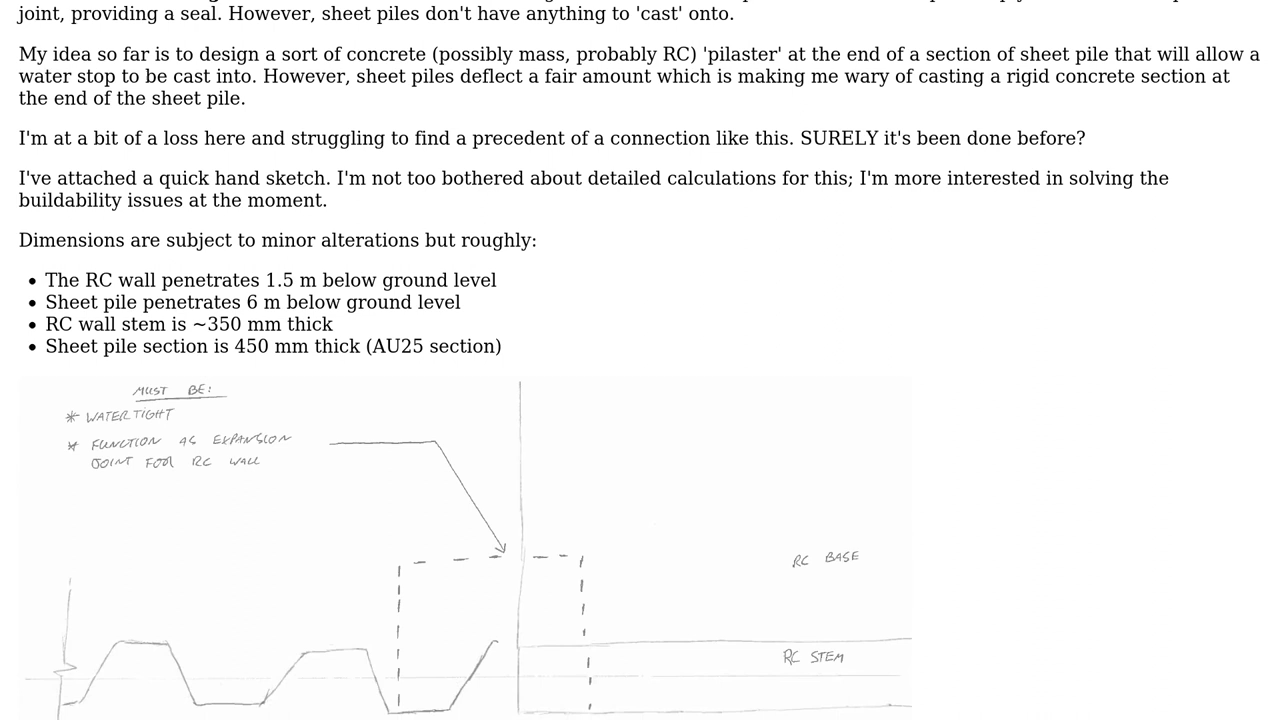 joint, providing a seal. However, sheet piles don't have anything to 'cast' onto.
My idea so far is to design a sort of concrete (possibly mass, probably RC) 'pilaster' at the end of a section of sheet pile that will allow a
water stop to be cast into. However, sheet piles deflect a fair amount which is making me wary of casting a rigid concrete section at
the end of the sheet pile.
I'm at a bit of a loss here and struggling to find a precedent of a connection like this. SURELY it's been done before?
I've attached a quick hand sketch. I'm not too bothered about detailed calculations for this; I'm more interested in solving the
buildability issues at the moment.
Dimensions are subject to minor alterations but roughly:
• The RC wall penetrates 1.5 m below ground level
• Sheet pile penetrates 6 m below ground level
• RC wall stem is ~350 mm thick
• Sheet pile section is 450 mm thick (AU25 section)
MUST BE:
* WATERTIGHT
* FUNCTION AS EXPANSION
JOINT FOR RC WALL
RC BASE
RC STEM